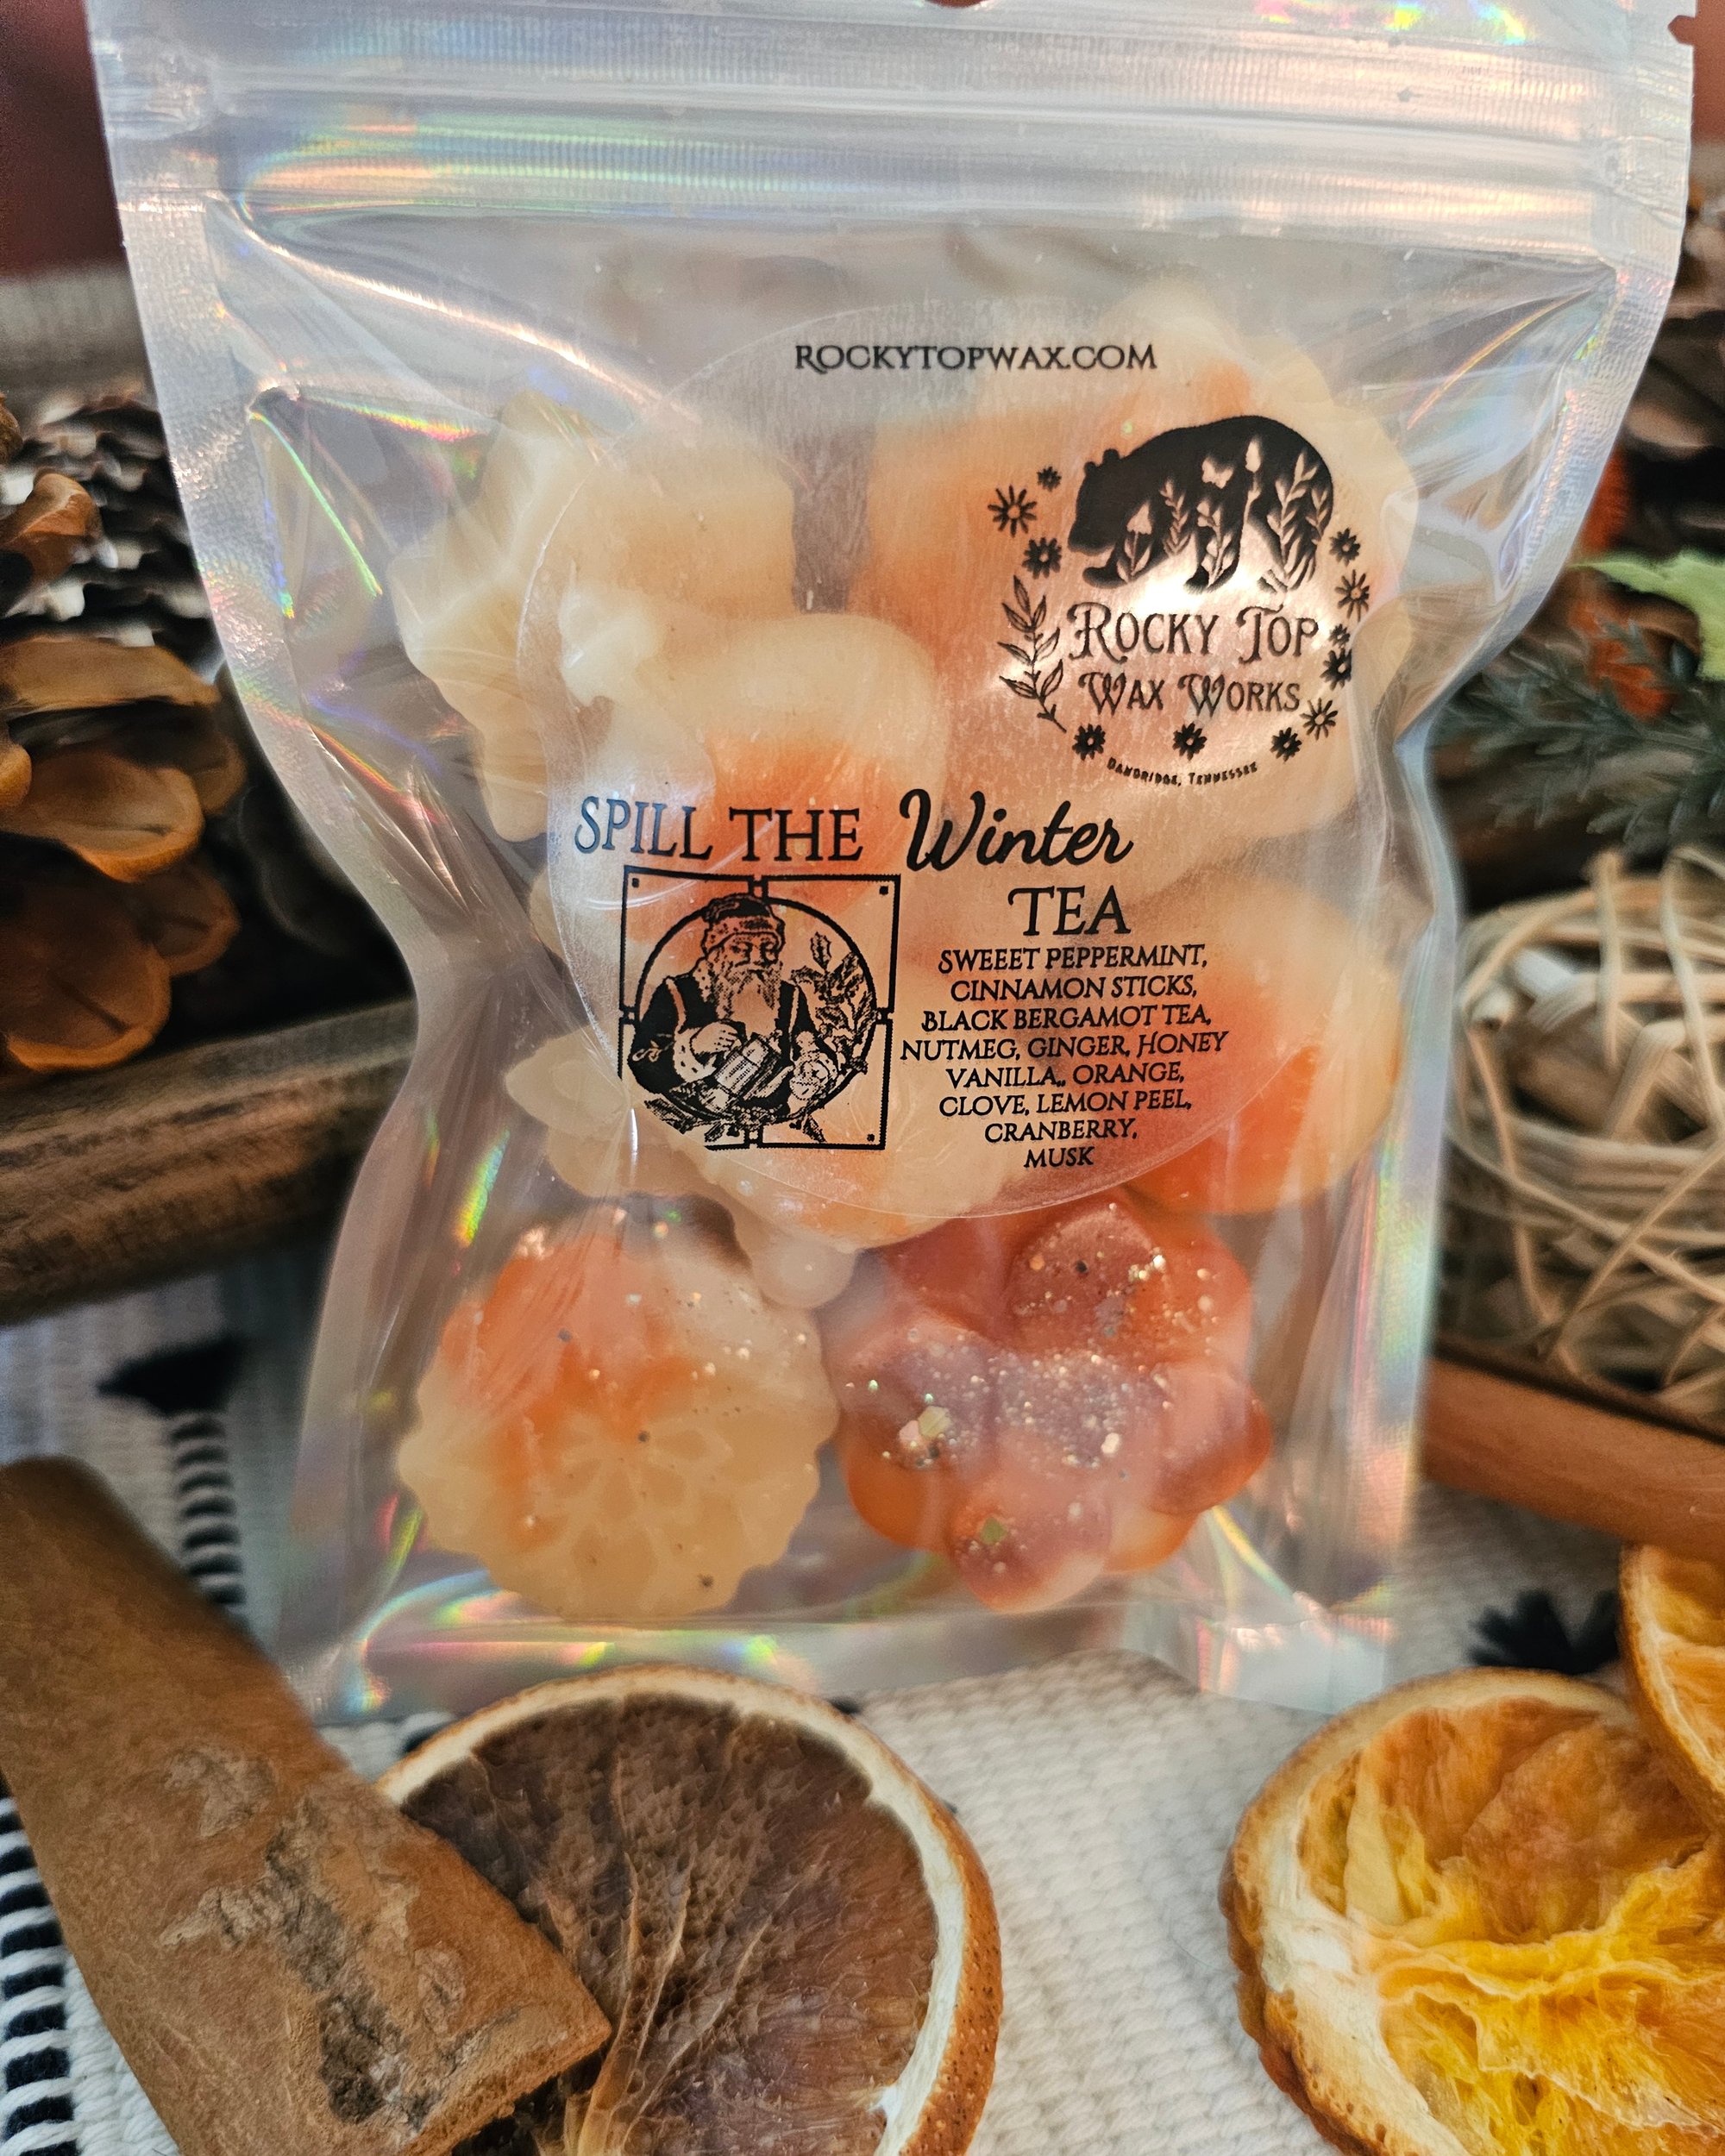 ROCKYTOPWAX.COM
ROCKY TOP
WAX WORKS
DANDRIDGE, TENNESSEE
SPILL THE Winter
TEA
SWEEET PEPPERMINT,
CINNAMON STICKS,
BLACK BERGAMOT TEA,
NUTMEG, GINGER, HONEY
VANILLA,, ORANGE,
CLOVE, LEMON PEEL,
CRANBERRY,
MUSK